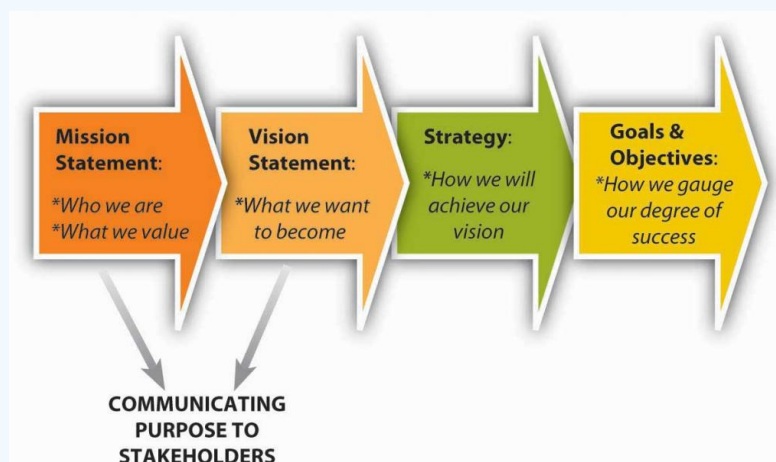 Mission
Statement:
*Who we are
*What we value
Vision
Statement:
*What we want
to become
Strategy:
*How we will
achieve our
vision
Goals &
Objectives:
*How we gauge
our degree of
success
COMMUNICATING
PURPOSE TO
STAKEHOLDERS